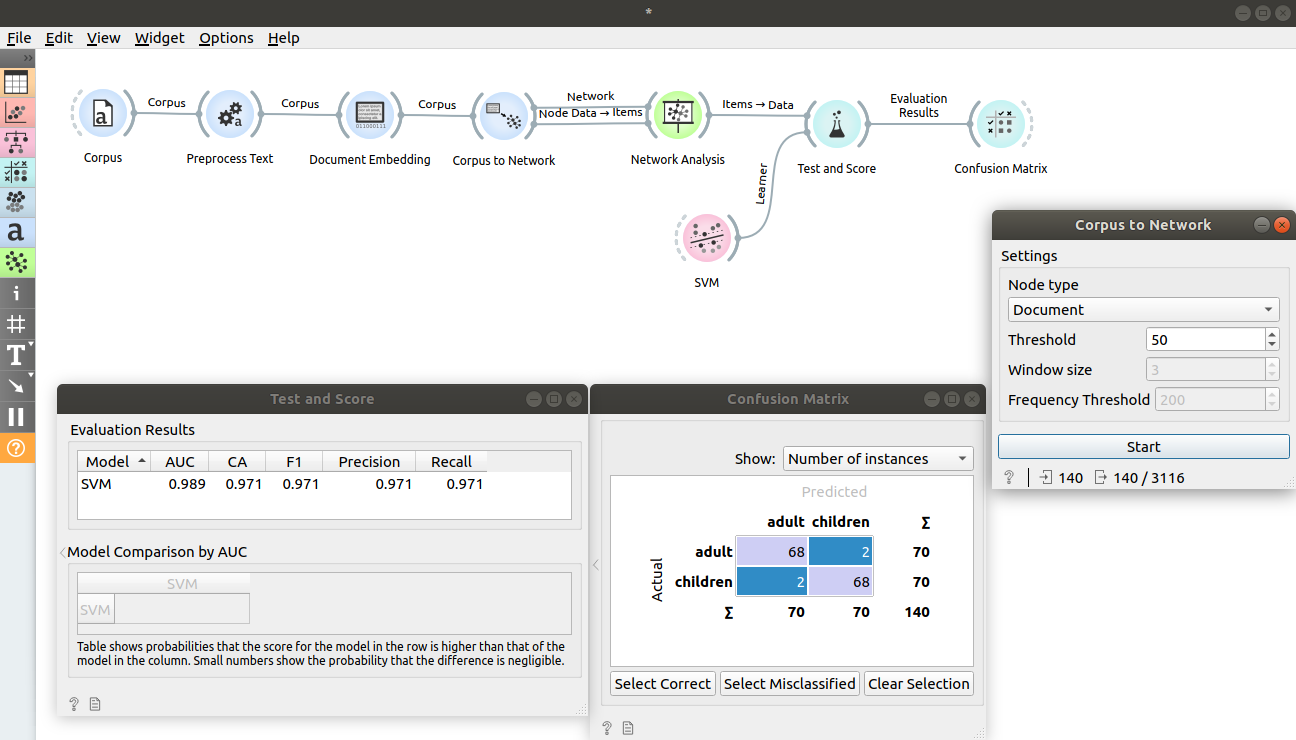 *
File Edit View Widget Options Help
»
Corpus Corpus Corpus Network
Node Data → Items
Items → Data
Evaluation
Results
a
a
010000111
Corpus
Preprocess Text
Document Embedding
Corpus to Network
Network Analysis
Test and Score
Confusion Matrix
Learner
SVM
a
i
#
T
?
Corpus to Network
Settings
Node type
Document
Threshold 50
Window size 3
Frequency Threshold 200
Start
? 140 140 / 3116
Test and Score
Evaluation Results
Model AUC CA F1 Precision Recall
SVM 0.989 0.971 0.971 0.971 0.971
Model Comparison by AUC
SVM
SVM
Table shows probabilities that the score for the model in the row is higher than that of the
model in the column. Small numbers show the probability that the difference is negligible.
?
Confusion Matrix
Show: Number of instances
Predicted
adult children Σ
Actual
adult 68 2 70
children 2 68 70
Σ 70 70 140
Select Correct Select Misclassified Clear Selection
?